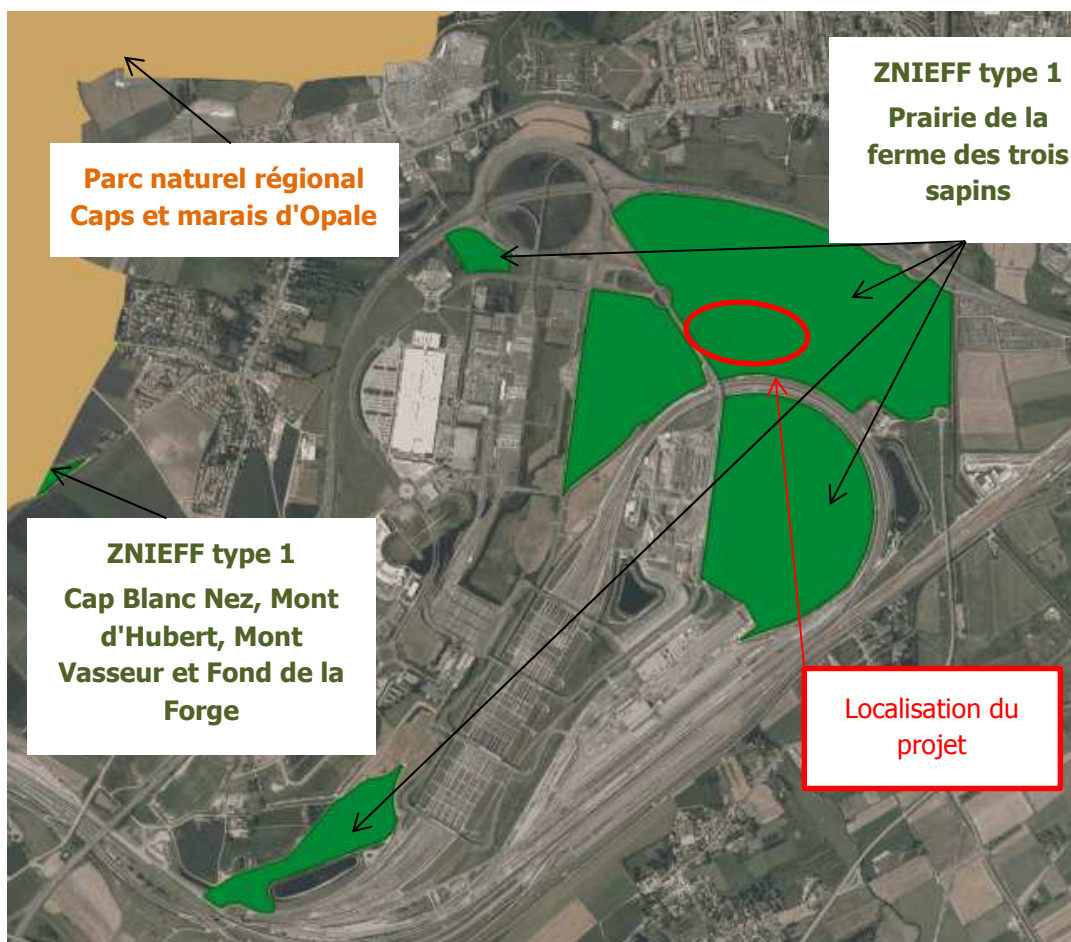 ZNIEFF type 1
Prairie de la
ferme des trois
sapins
Parc naturel régional
Caps et marais d'Opale
ZNIEFF type 1
Cap Blanc Nez, Mont
d'Hubert, Mont
Vasseur et Fond de la
Forge
Localisation du
projet